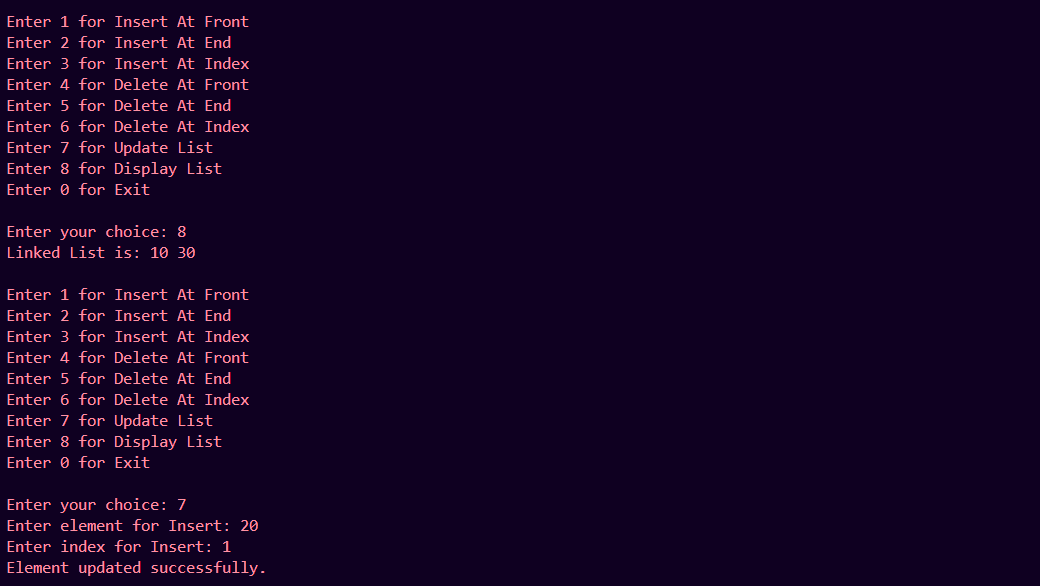 Enter 1 for Insert At Front
Enter 2 for Insert At End
Enter 3 for Insert At Index
Enter 4 for Delete At Front
Enter 5 for Delete At End
Enter 6 for Delete At Index
Enter 7 for Update List
Enter 8 for Display List
Enter 0 for Exit

Enter your choice: 8
Linked List is: 10 30

Enter 1 for Insert At Front
Enter 2 for Insert At End
Enter 3 for Insert At Index
Enter 4 for Delete At Front
Enter 5 for Delete At End
Enter 6 for Delete At Index
Enter 7 for Update List
Enter 8 for Display List
Enter 0 for Exit

Enter your choice: 7
Enter element for Insert: 20
Enter index for Insert: 1
Element updated successfully.